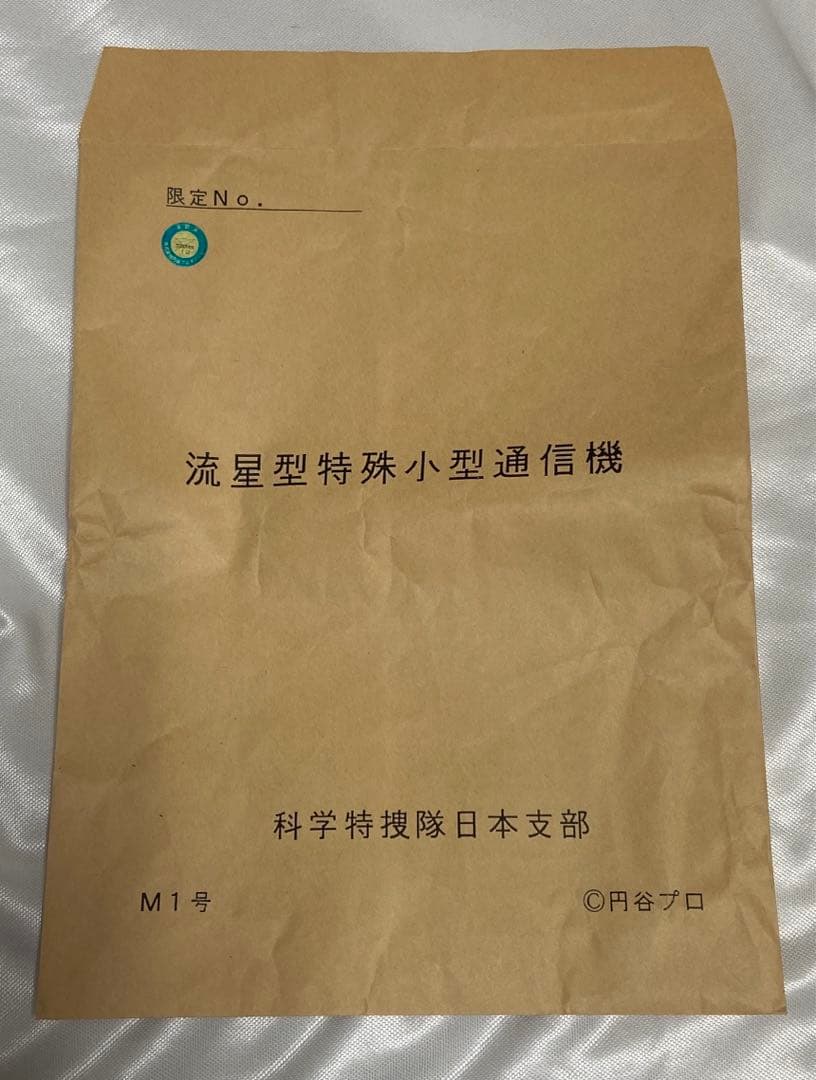 限定No.
流星型特殊小型通信機
科学特捜隊日本支部
M1号
©円谷プロ